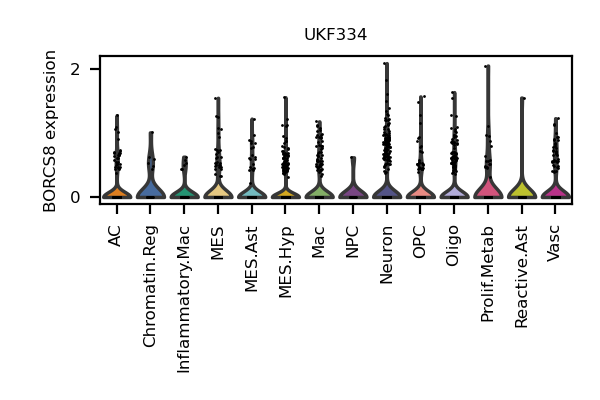 UKF334
BORCS8 expression
2
0
AC
Chromatin.Reg
Inflammatory.Mac
MES
MES.Ast
MES.Hyp
Mac
NPC
Neuron
OPC
Oligo
Prolif.Metab
Reactive.Ast
Vasc